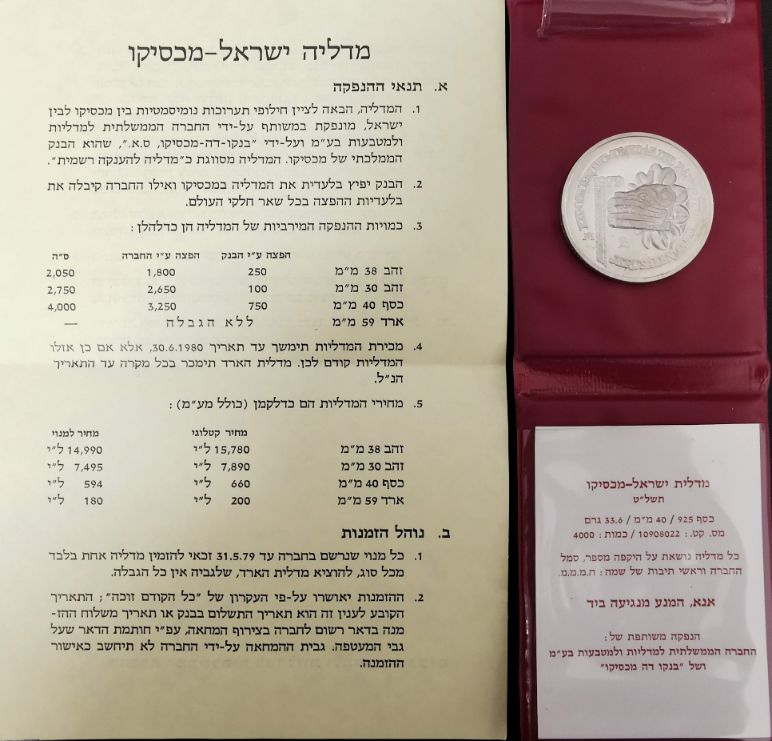 מדליה ישראל–מכסיקו
א. תנאי ההנפקה
1. המדליה, הבאה לציין חילופי תערוכות נומיסמטיות בין מכסיקו לבין
ישראל, מונפקת במשותף על-ידי החברה הממשלתית למדליות
ולמטבעות בע"מ ועל-ידי "בנקו-דה-מכסיקו, ס.א.", שהוא הבנק
הממלכתי של מכסיקו. המדליה מסווגת כ"מדליה להענקה רשמית".
2. הבנק יפיץ בלעדית את המדליה במכסיקו ואילו החברה קיבלה את
בלעדיות ההפצה בכל שאר חלקי העולם.
3. כמויות ההנפקה המירביות של המדליה הן כדלהלן:
הפצה ע"י הבנק הפצה ע"י החברה ס"ה
זהב 38 מ"מ 250 1,800 2,050
זהב 30 מ"מ 100 2,650 2,750
כסף 40 מ"מ 750 3,250 4,000
ארד 59 מ"מ ללא הגבלה —
4. מכירת המדליות תימשך עד תאריך 30.6.1980, אלא אם כן אזלו
המדליות קודם לכן. מדלית הארד תימכר בכל מקרה עד התאריך
הנ"ל.
5. מחירי המדליות הם כדלקמן (כולל מע"מ):
מחיר קטלוגי מחיר למנוי
זהב 38 מ"מ 15,780 ל"י 14,990 ל"י
זהב 30 מ"מ 7,890 ל"י 7,495 ל"י
כסף 40 מ"מ 660 ל"י 594 ל"י
ארד 59 מ"מ 200 ל"י 180 ל"י
ב. נוהל הזמנות
1. כל מנוי שנרשם בחברה עד 31.5.79 זכאי להזמין מדליה אחת בלבד
מכל סוג, להוציא מדלית הארד, שלגביה אין כל הגבלה.
2. ההזמנות יאושרו על-פי העקרון של "כל הקודם זוכה"; התאריך
הקובע לענין זה הוא תאריך התשלום בבנק או תאריך משלוח ההז-
מנה בדאר רשום לחברה בצירוף המחאה, עפ"י חותמת הדאר שעל
גבי המעטפה. גבית ההמחאה על-ידי החברה לא תיחשב כאישור
ההזמנה.
מדלית ישראל–מכסיקו
תשל"ט
כסף 925 / 40 מ"מ / 33.6 גרם
מס. קט.: 10908022 / כמות: 4000
כל מדליה נושאת על היקפה מספר, סמל
החברה וראשי תיבות של שמה: ח.מ.מ.מ.
אנא, המנע מנגיעה ביד
הנפקה משותפת של:
החברה הממשלתית למדליות ולמטבעות בע"מ
ושל "בנקו דה מכסיקו"